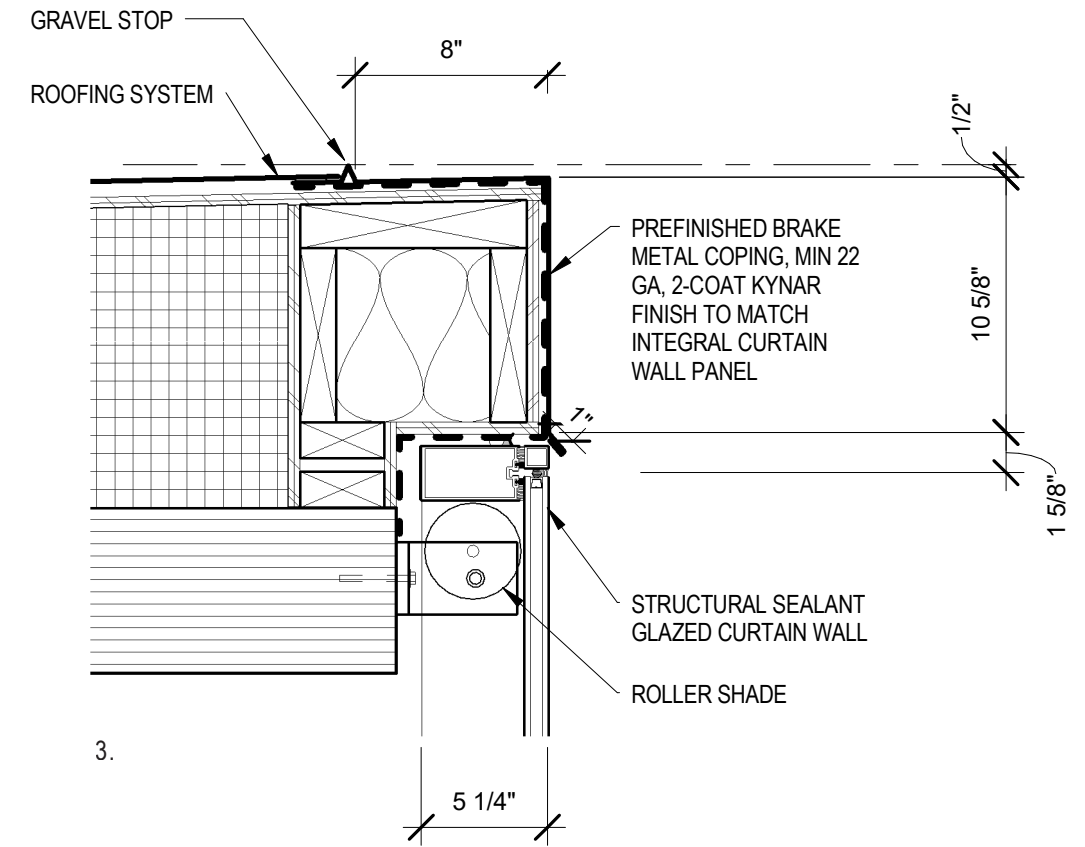 GRAVEL STOP
8"
ROOFING SYSTEM
1/2"
PREFINISHED BRAKE
METAL COPING, MIN 22
GA, 2-COAT KYNAR
FINISH TO MATCH
INTEGRAL CURTAIN
WALL PANEL
10 5/8"
1"
1 5/8"
STRUCTURAL SEALANT
GLAZED CURTAIN WALL
ROLLER SHADE
3.
5 1/4"